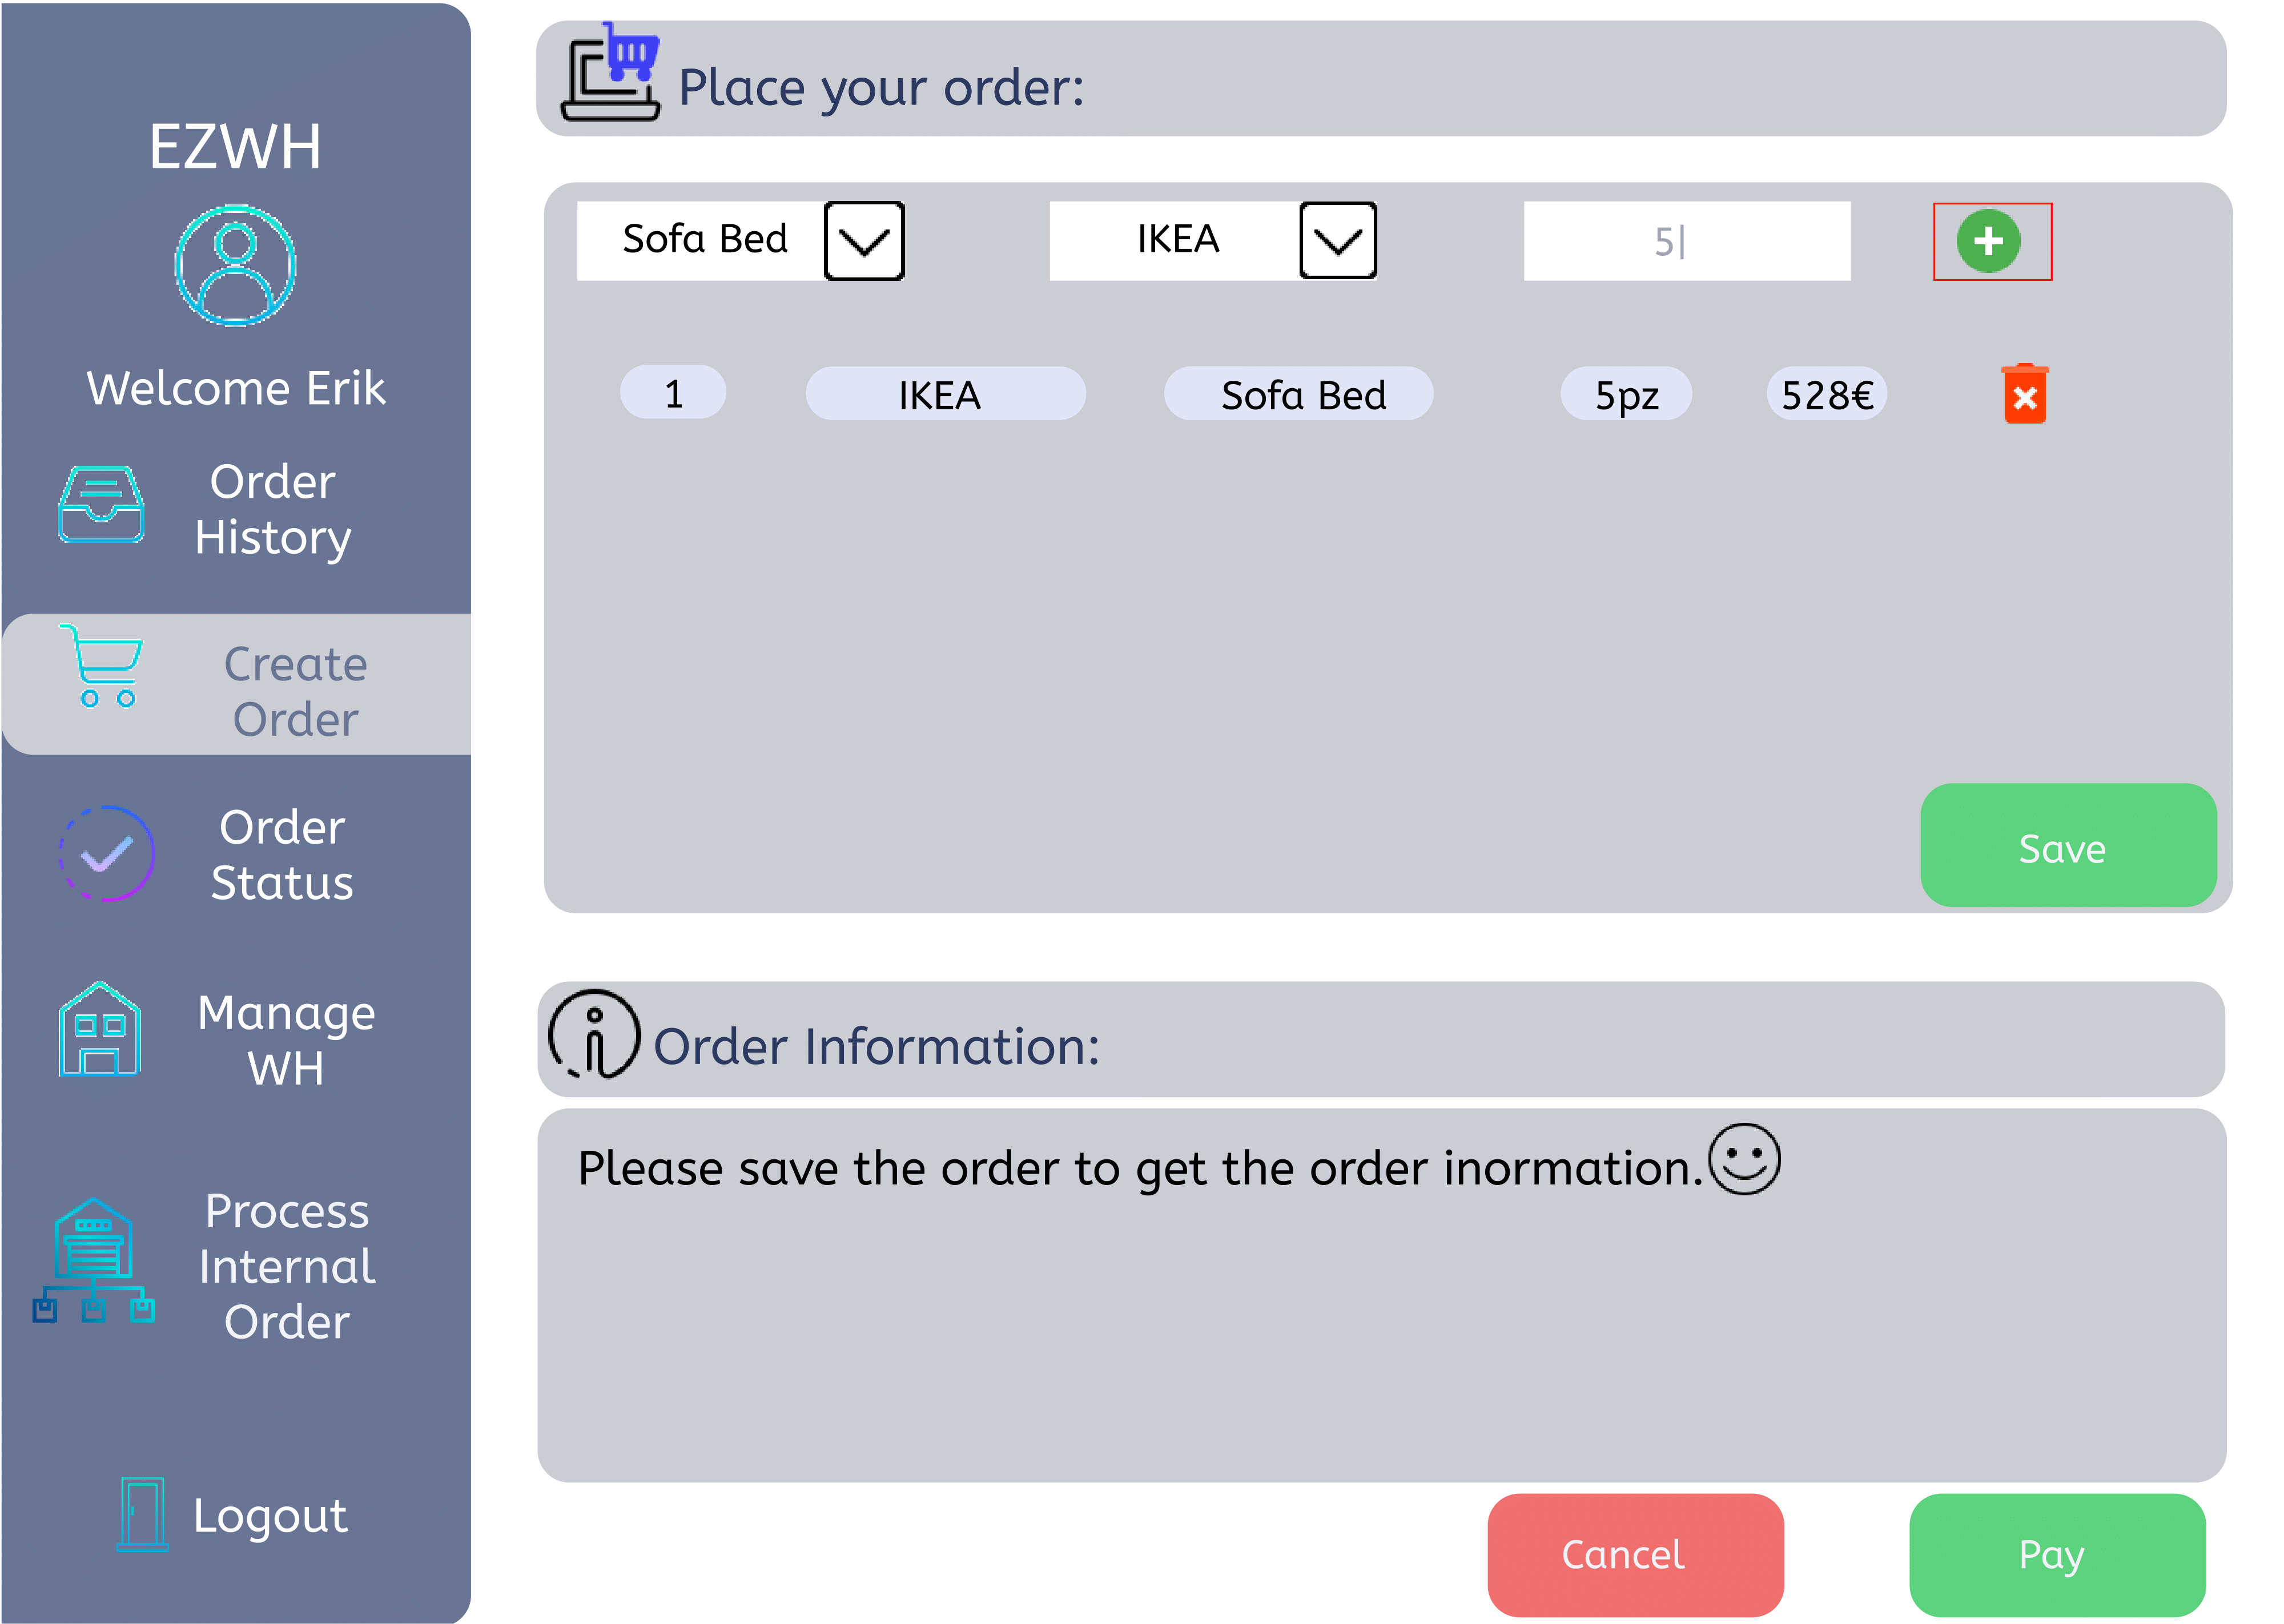 EZWH
Welcome Erik
Order
History
Create
Order
Order
Status
Manage
WH
Process
Internal
Order
Logout
Place your order:
Sofa Bed IKEA 5|
1 IKEA Sofa Bed 5pz 528€
Save
Order Information:
Please save the order to get the order inormation.
Cancel Pay